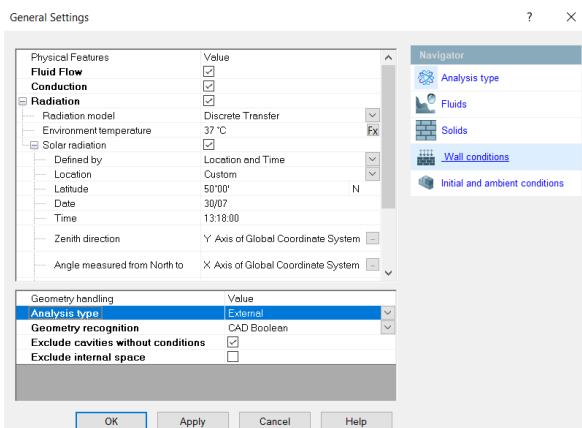 General Settings ? ×
Physical Features Value
Fluid Flow
Conduction
Radiation
Radiation model Discrete Transfer
Environment temperature 37 °C Fx
Solar radiation
Defined by Location and Time
Location Custom
Latitude 50°00' N
Date 30/07
Time 13:18:00
Zenith direction Y Axis of Global Coordinate System ...
Angle measured from North to X Axis of Global Coordinate System ...
Geometry handling Value
Analysis type External
Geometry recognition CAD Boolean
Exclude cavities without conditions
Exclude internal space
OK Apply Cancel Help
Navigator
Analysis type
Fluids
Solids
Wall conditions
Initial and ambient conditions